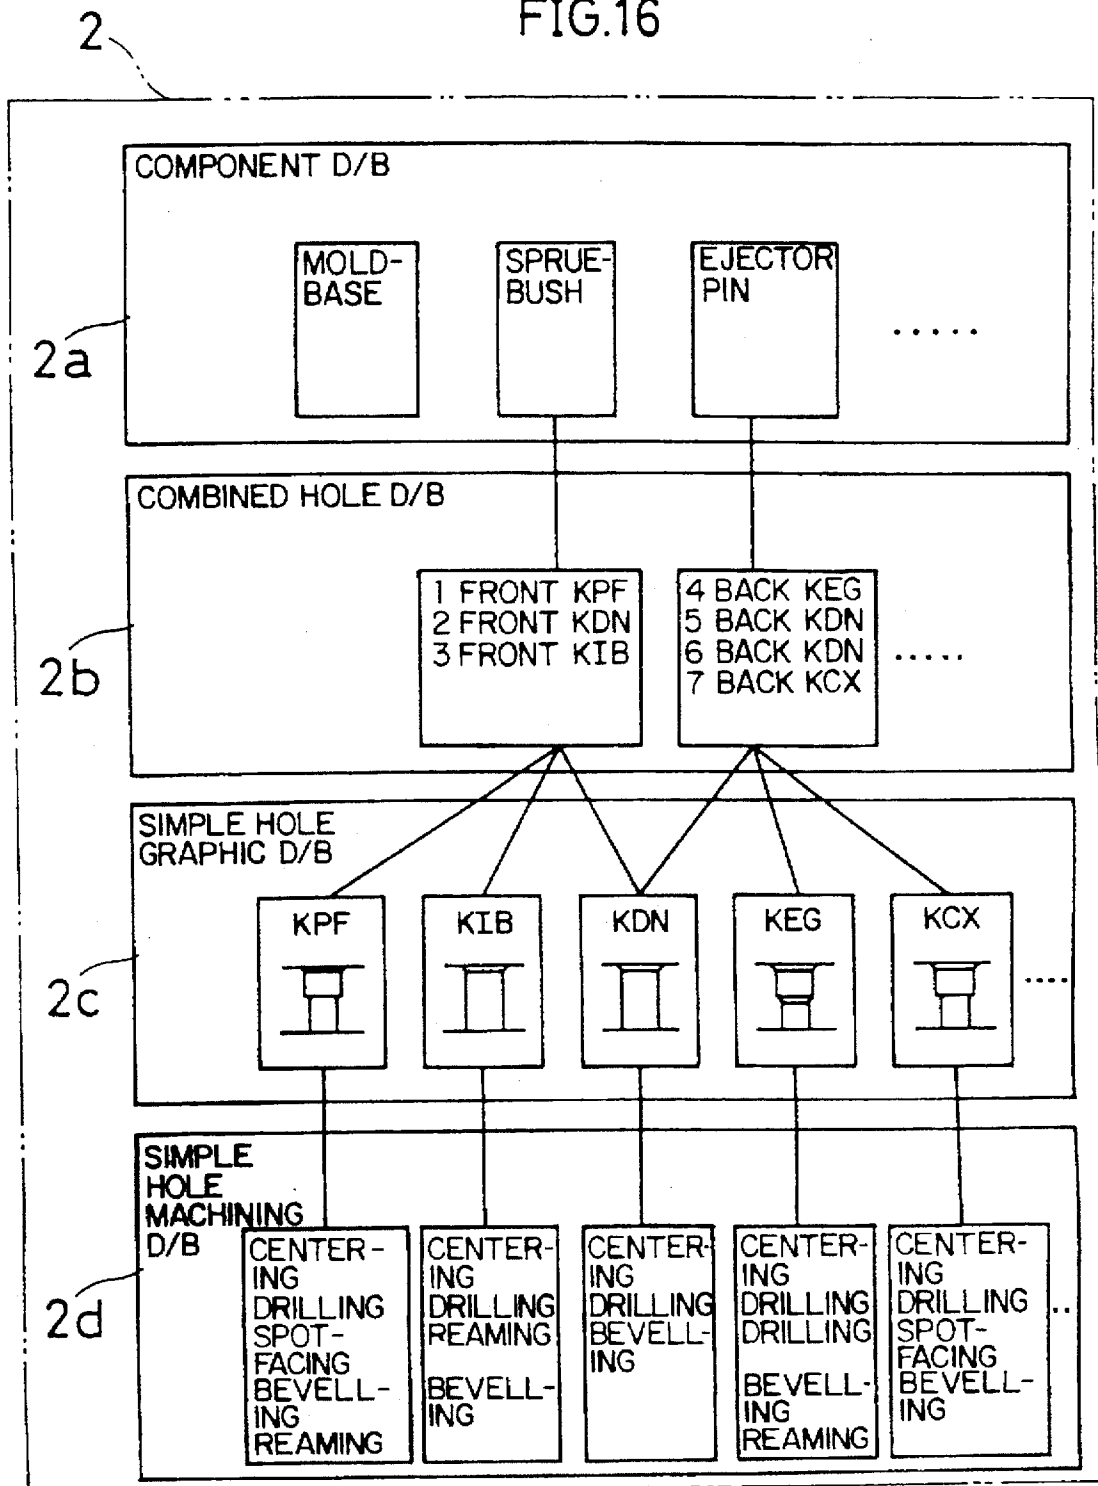 FIG.16
2
COMPONENT D/B
MOLD-
BASE
SPRUE-
BUSH
EJECTOR
PIN
.....
2a
COMBINED HOLE D/B
1 FRONT KPF
2 FRONT KDN
3 FRONT KIB
4 BACK KEG
5 BACK KDN
6 BACK KDN
7 BACK KCX
.....
2b
SIMPLE HOLE
GRAPHIC D/B
KPF
KIB
KDN
KEG
KCX
....
2c
SIMPLE
HOLE
MACHINING
D/B
CENTER-
ING
DRILLING
SPOT-
FACING
BEVELL-
ING
REAMING
CENTER-
ING
DRILLING
REAMING
BEVELL-
ING
CENTER-
ING
DRILLING
BEVELL-
ING
CENTER-
ING
DRILLING
DRILLING
BEVELL-
ING
REAMING
CENTER-
ING
DRILLING
SPOT-
FACING
BEVELL-
ING
..
2d